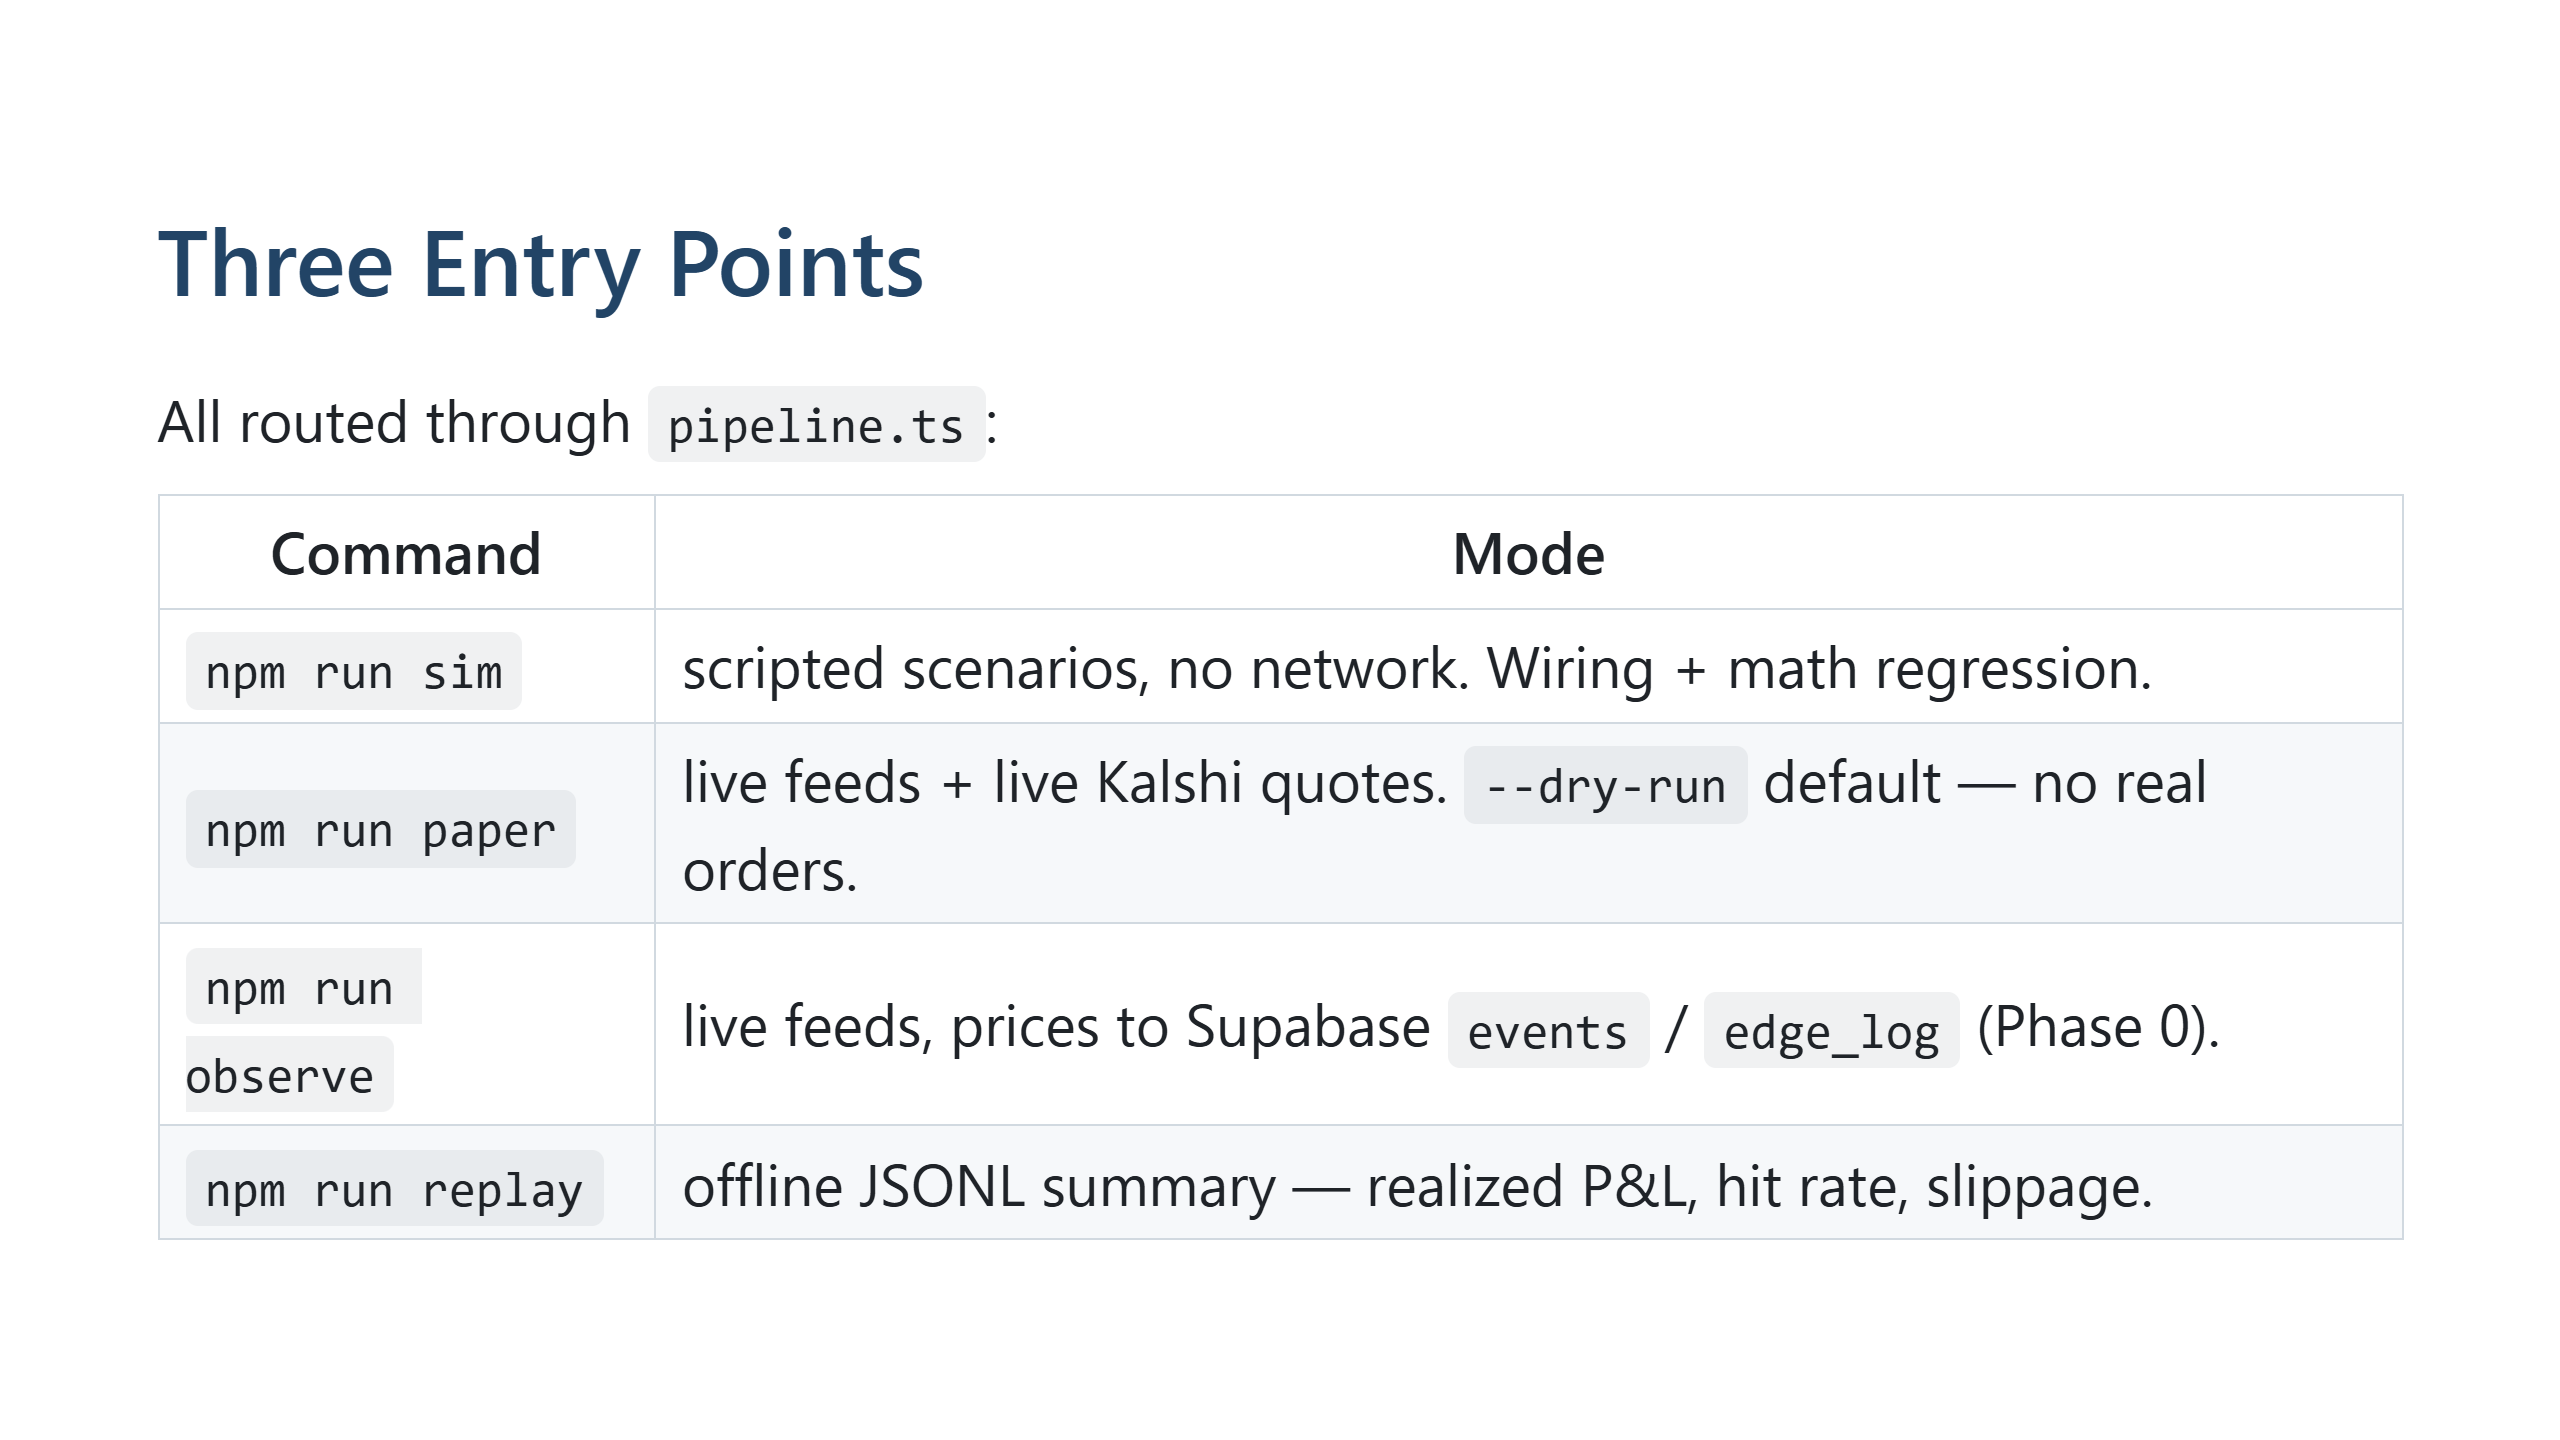 Three Entry Points
All routed through pipeline.ts:
Command Mode
npm run sim scripted scenarios, no network. Wiring + math regression.
npm run paper live feeds + live Kalshi quotes. --dry-run default — no real
orders.
npm run
observe live feeds, prices to Supabase events / edge_log (Phase 0).
npm run replay offline JSONL summary — realized P&L, hit rate, slippage.